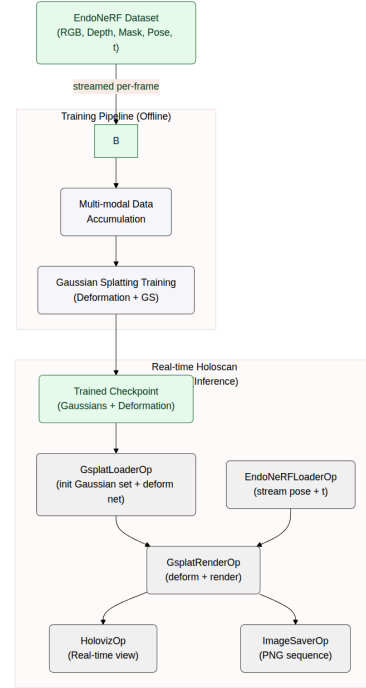 EndoNeRF Dataset
(RGB, Depth, Mask, Pose,
t)
streamed per-frame
Training Pipeline (Offline)
B
Multi-modal Data
Accumulation
Gaussian Splatting Training
(Deformation + GS)
Real-time Holoscan
(Inference)
Trained Checkpoint
(Gaussians + Deformation)
GsplatLoaderOp
(init Gaussian set + deform
net)
EndoNeRFLoaderOp
(stream pose + t)
GsplatRenderOp
(deform + render)
HolovizOp
(Real-time view)
ImageSaverOp
(PNG sequence)